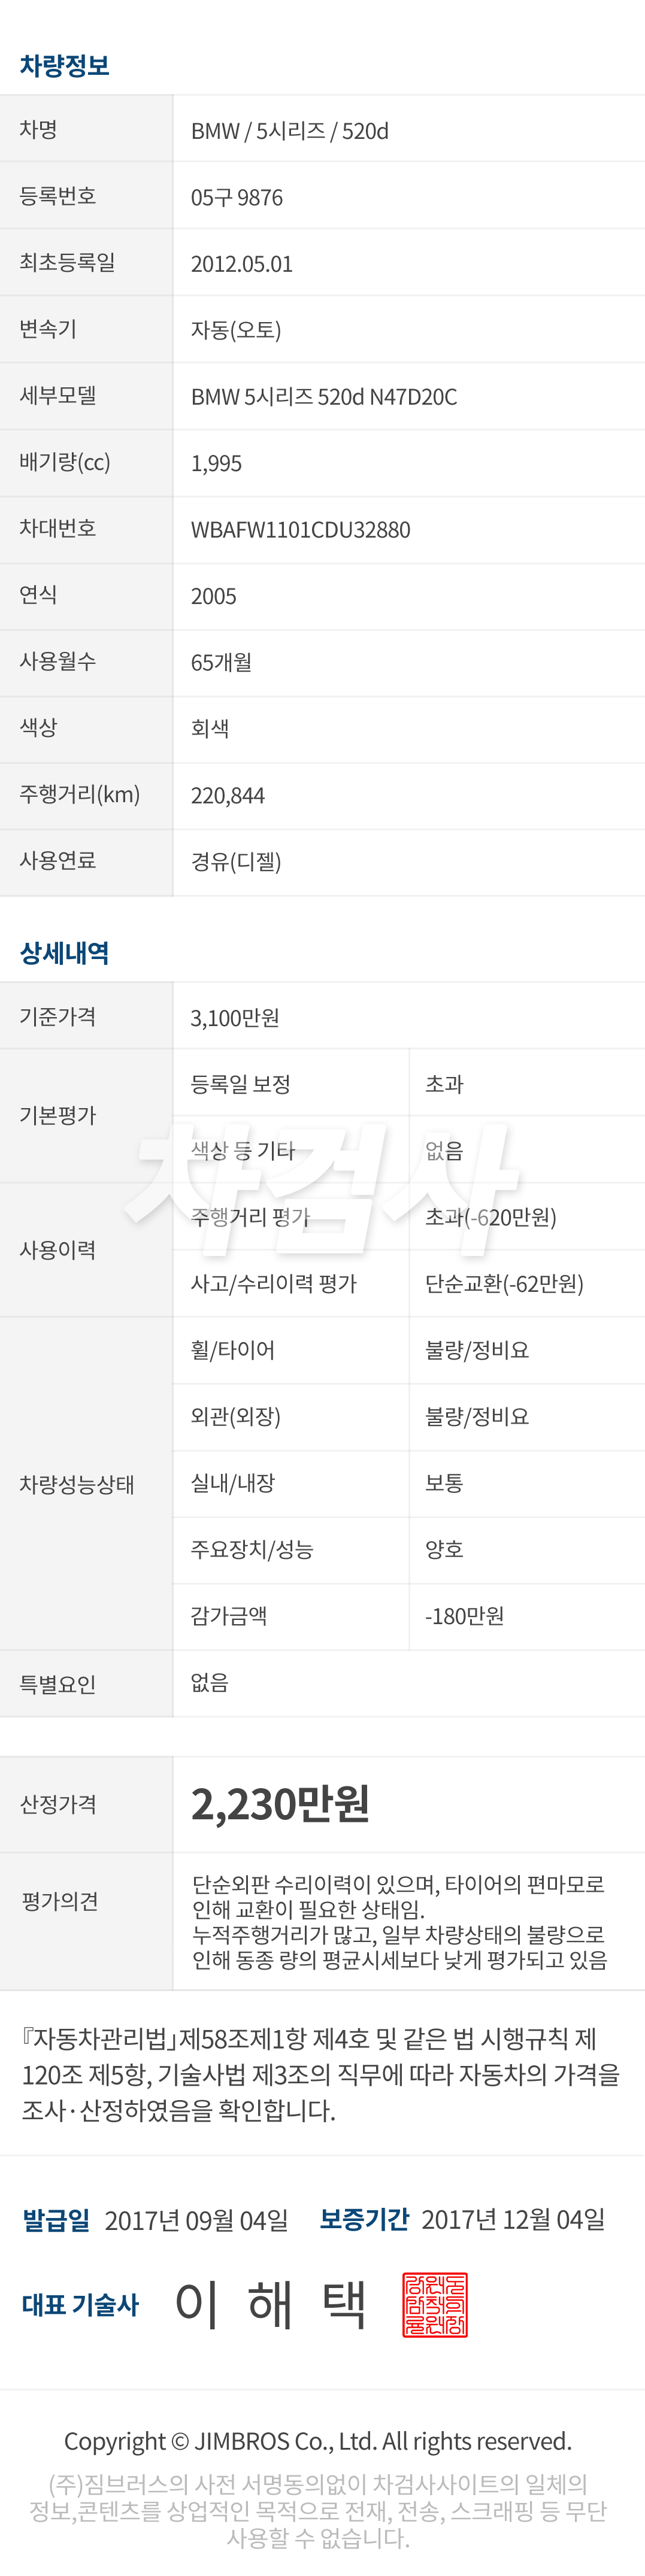 차량정보
차명 BMW / 5시리즈 / 520d
등록번호 05구 9876
최초등록일 2012.05.01
변속기 자동(오토)
세부모델 BMW 5시리즈 520d N47D20C
배기량(cc) 1,995
차대번호 WBAFW1101CDU32880
연식 2005
사용월수 65개월
색상 회색
주행거리(km) 220,844
사용연료 경유(디젤)
상세내역
기준가격 3,100만원
기본평가 등록일 보정 초과
색상 등 기타 없음
차검사
사용이력 주행거리 평가 초과(-620만원)
사고/수리이력 평가 단순교환(-62만원)
차량성능상태 휠/타이어 불량/정비요
외관(외장) 불량/정비요
실내/내장 보통
주요장치/성능 양호
감가금액 -180만원
특별요인 없음
산정가격 2,230만원
평가의견 단순외판 수리이력이 있으며, 타이어의 편마모로
인해 교환이 필요한 상태임.
누적주행거리가 많고, 일부 차량상태의 불량으로
인해 동종 량의 평균시세보다 낮게 평가되고 있음
『자동차관리법」제58조제1항 제4호 및 같은 법 시행규칙 제
120조 제5항, 기술사법 제3조의 직무에 따라 자동차의 가격을
조사·산정하였음을 확인합니다.
발급일 2017년 09월 04일 보증기간 2017년 12월 04일
대표 기술사 이 해 택
Copyright © JIMBROS Co., Ltd. All rights reserved.
(주)짐브러스의 사전 서명동의없이 차검사사이트의 일체의
정보,콘텐츠를 상업적인 목적으로 전재, 전송, 스크래핑 등 무단
사용할 수 없습니다.